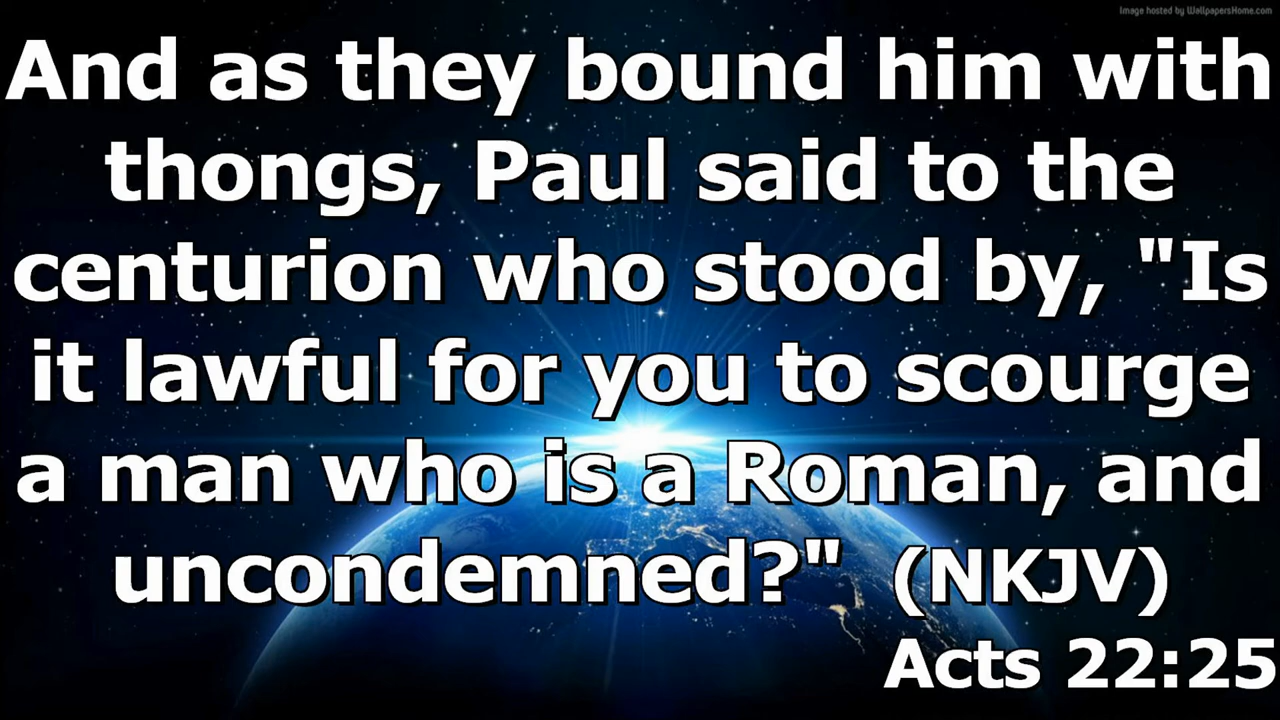 Image hosted by WallpapersHome.com
And as they bound him with
thongs, Paul said to the
centurion who stood by, "Is
it lawful for you to scourge
a man who is a Roman, and
uncondemned?" (NKJV)
Acts 22:25